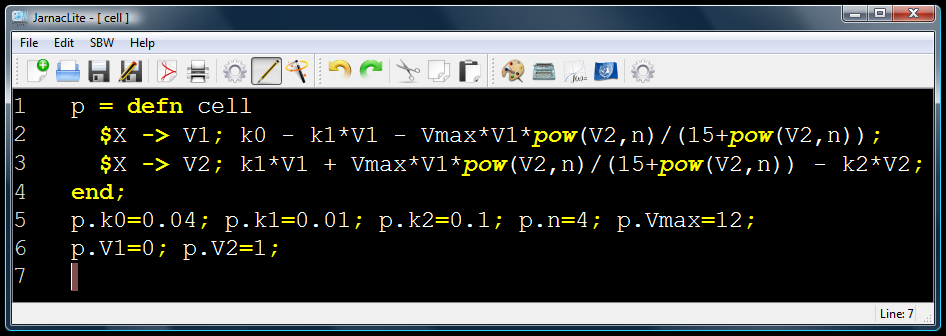 JarnacLite - [ cell ]
File Edit SBW Help
f(x)=
1 p = defn cell
2 $X -> V1; k0 - k1*V1 - Vmax*V1*pow(V2,n)/(15+pow(V2,n));
3 $X -> V2; k1*V1 + Vmax*V1*pow(V2,n)/(15+pow(V2,n)) - k2*V2;
4 end;
5 p.k0=0.04; p.k1=0.01; p.k2=0.1; p.n=4; p.Vmax=12;
6 p.V1=0; p.V2=1;
7
Line: 7